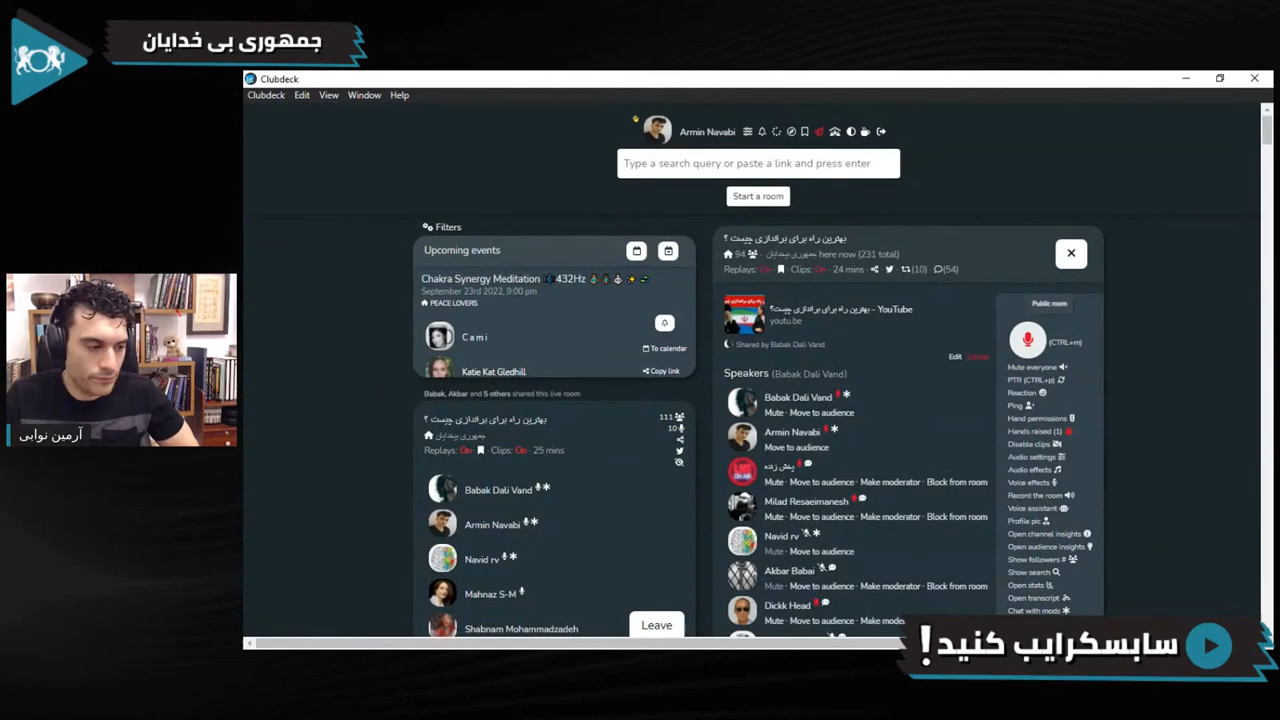 جمهوری بی خدایان
Clubdeck
Clubdeck Edit View Window Help
Armin Navabi
Type a search query or paste a link and press enter
Start a room
Filters
Upcoming events
Chakra Synergy Meditation 432Hz
September 23rd 2022, 9:00 pm
PEACE LOVERS
C a m i
To calendar
Katie Kat Gledhill
Copy link
Babak, Akbar and 5 others shared this live room
بهترین راه برای براندازی چیست ؟
111
جمهوری بیخدایان
10
Replays: On · Clips: On · 25 mins
Babak Dali Vand
Armin Navabi
Navid rv
Mahnaz S-M
Shabnam Mohammadzadeh
Leave
بهترین راه برای براندازی چیست ؟
94 جمهوری بیخدایان here now (231 total)
Replays: On · Clips: On · 24 mins · (10) · (54)
بهترین راه برای براندازی چیست؟ - YouTube
youtu.be
Shared by Babak Dali Vand
Edit
Speakers (Babak Dali Vand)
Babak Dali Vand
Mute · Move to audience
Armin Navabi
Move to audience
پخش زنده
Mute · Move to audience · Make moderator · Block from room
Milad Resaeimanesh
Mute · Move to audience · Make moderator · Block from room
Navid rv
Mute · Move to audience
Akbar Babai
Mute · Move to audience · Make moderator · Block from room
Dickk Head
Mute · Move to audience · Make
Public room
(CTRL+m)
Mute everyone
PTR (CTRL+p)
Reaction
Ping
Hand permissions
Hands raised (1)
Disable clips
Audio settings
Audio effects
Voice effects
Record the room
Voice assistant
Profile pic
Open channel insights
Open audience insights
Show followers #
Show search
Open stats
Open transcript
Chat with mods
آرمین نوابی
سابسکرایب کنید!